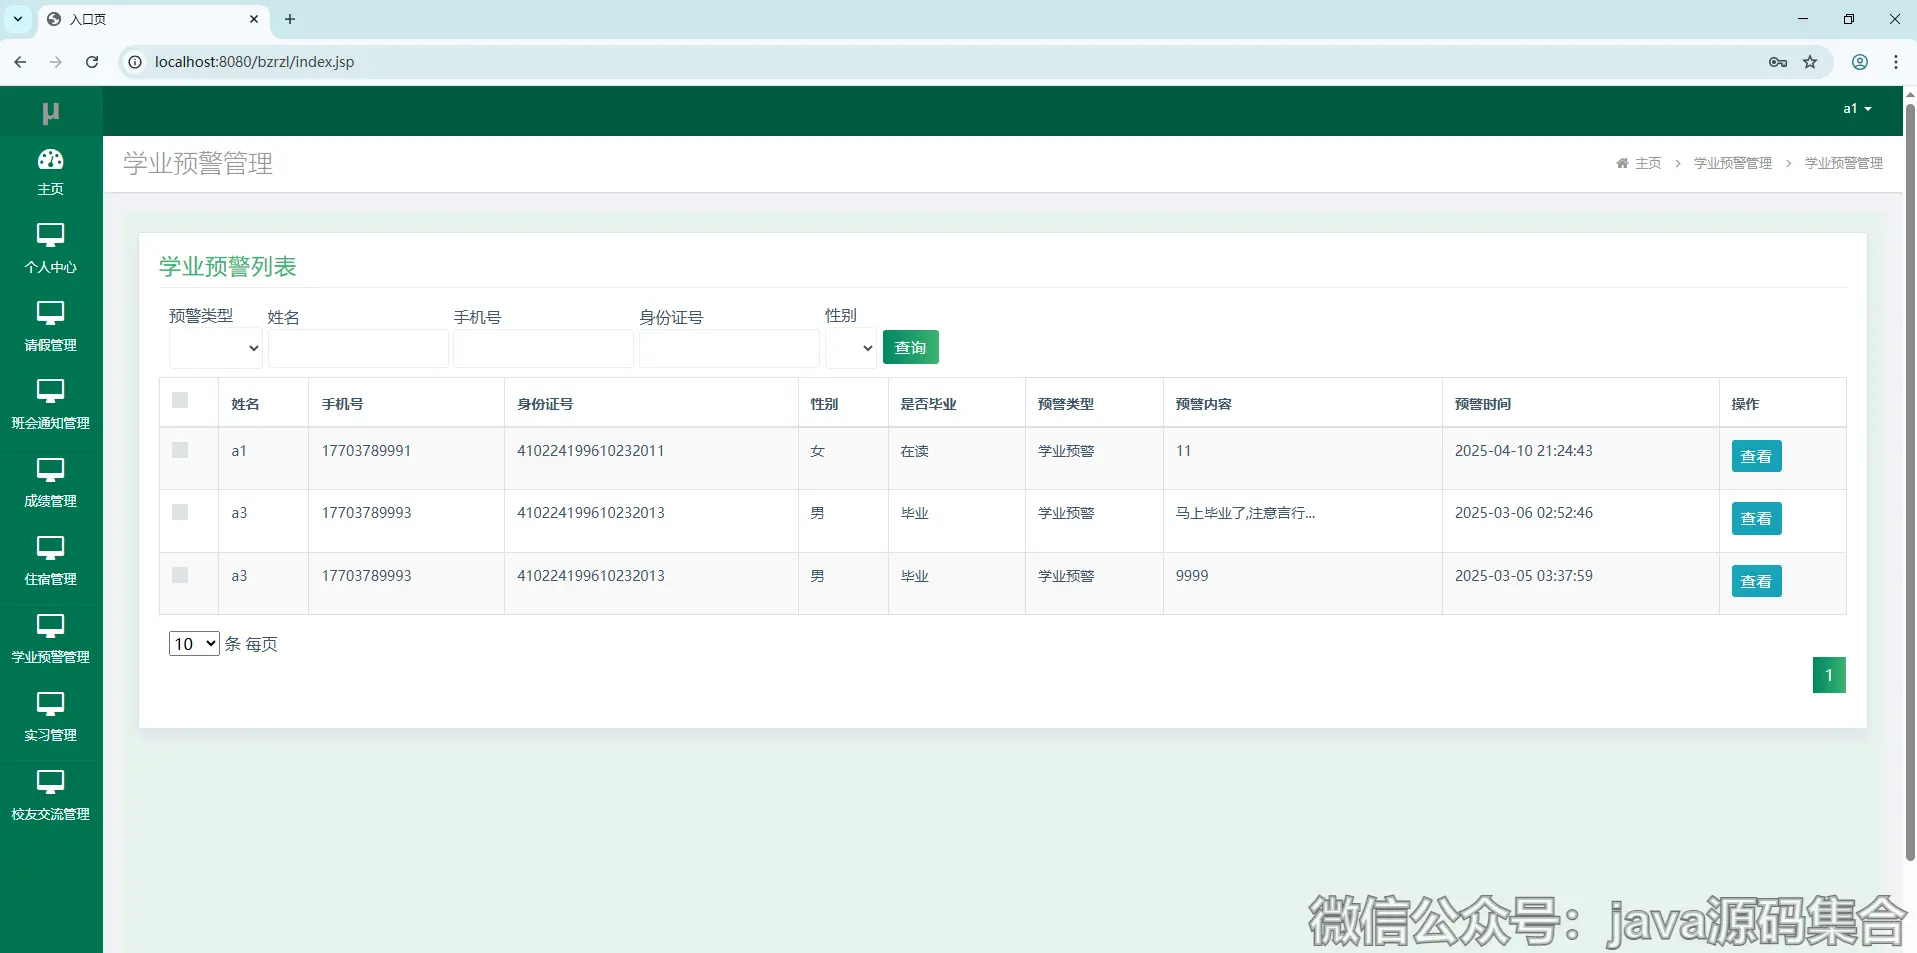 入口页
localhost:8080/bzrzl/index.jsp
μ
a1
主页
个人中心
请假管理
班会通知管理
成绩管理
住宿管理
学业预警管理
实习管理
校友交流管理
学业预警管理
主页 > 学业预警管理 > 学业预警管理
学业预警列表
预警类型 姓名 手机号 身份证号 性别 查询
姓名 手机号 身份证号 性别 是否毕业 预警类型 预警内容 预警时间 操作
a1 17703789991 410224199610232011 女 在读 学业预警 11 2025-04-10 21:24:43 查看
a3 17703789993 410224199610232013 男 毕业 学业预警 马上毕业了,注意言行... 2025-03-06 02:52:46 查看
a3 17703789993 410224199610232013 男 毕业 学业预警 9999 2025-03-05 03:37:59 查看
10 条 每页
1
微信公众号：java源码集合